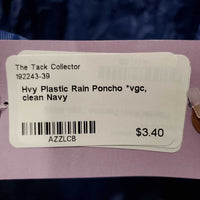 The Tack Collector
192243-39
Hvy Plastic Rain Poncho *vgc,
clean Navy
$3.40
AZZLCB